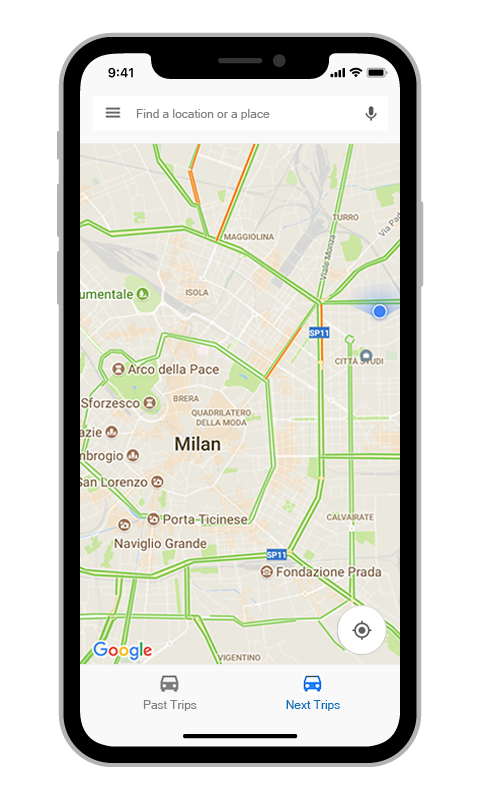 9:41
Find a location or a place
TURRO
Via Pad
MAGGIOLINA
Viale Monza
ISOLA
umentale
SP11
CITTÀ STUDI
Arco della Pace
BRERA
Sforzesco
QUADRILATERO
DELLA MODA
azie
Milan
mbrogio
San Lorenzo
Porta Ticinese
CALVAIRATE
Naviglio Grande
SP11
Fondazione Prada
Google
VIGENTINO
Past Trips
Next Trips